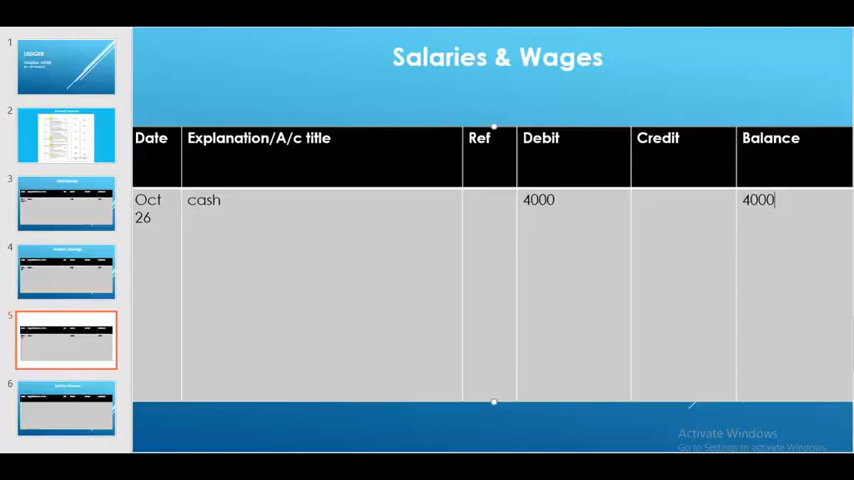 1
LEDGER
2
3
4
5
6
Salaries & Wages
Date Explanation/A/c title Ref Debit Credit Balance
Oct 26 cash 4000 4000
Activate Windows
Go to Settings to activate Windows.